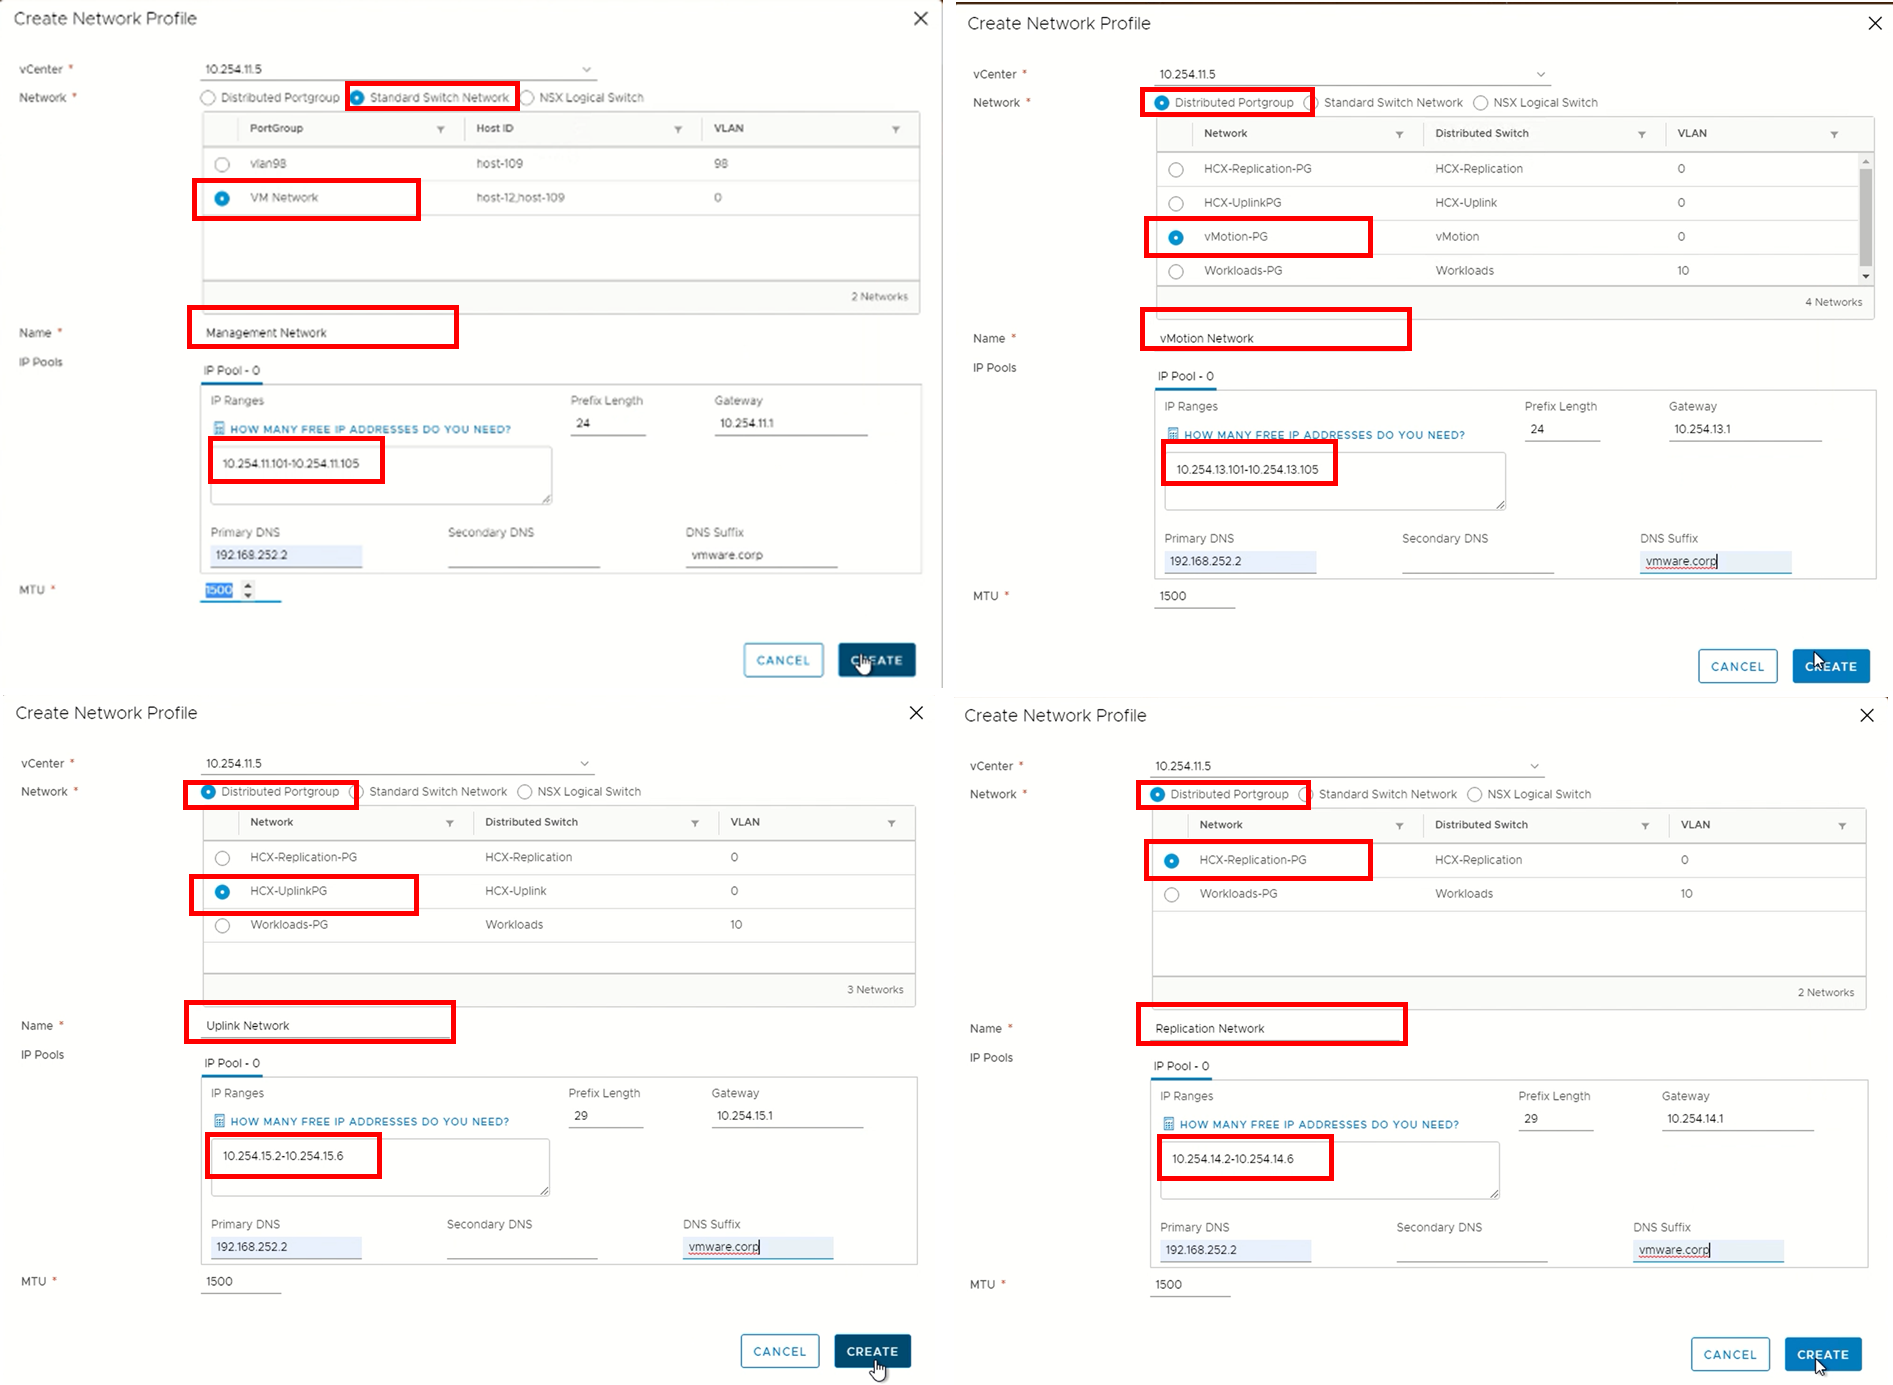 Create Network Profile
vCenter *
10.254.11.5
Network *
Distributed Portgroup Standard Switch Network NSX Logical Switch
PortGroup Host ID VLAN
vlan98 host-109 98
VM Network host-12,host-109 0
2 Networks
Name * Management Network
IP Pools
IP Pool - 0
IP Ranges Prefix Length Gateway
HOW MANY FREE IP ADDRESSES DO YOU NEED? 24 10.254.11.1
10.254.11.101-10.254.11.105
Primary DNS Secondary DNS DNS Suffix
192.168.252.2 vmware.corp
MTU * 1500
CANCEL CREATE
Create Network Profile
vCenter * 10.254.11.5
Network * Distributed Portgroup Standard Switch Network NSX Logical Switch
Network Distributed Switch VLAN
HCX-Replication-PG HCX-Replication 0
HCX-UplinkPG HCX-Uplink 0
vMotion-PG vMotion 0
Workloads-PG Workloads 10
4 Networks
Name * vMotion Network
IP Pools
IP Pool - 0
IP Ranges Prefix Length Gateway
HOW MANY FREE IP ADDRESSES DO YOU NEED? 24 10.254.13.1
10.254.13.101-10.254.13.105
Primary DNS Secondary DNS DNS Suffix
192.168.252.2 vmware.corp
MTU * 1500
CANCEL CREATE
Create Network Profile
vCenter * 10.254.11.5
Network * Distributed Portgroup Standard Switch Network NSX Logical Switch
Network Distributed Switch VLAN
HCX-Replication-PG HCX-Replication 0
HCX-UplinkPG HCX-Uplink 0
Workloads-PG Workloads 10
3 Networks
Name * Uplink Network
IP Pools
IP Pool - 0
IP Ranges Prefix Length Gateway
HOW MANY FREE IP ADDRESSES DO YOU NEED? 29 10.254.15.1
10.254.15.2-10.254.15.6
Primary DNS Secondary DNS DNS Suffix
192.168.252.2 vmware.corp
MTU * 1500
CANCEL CREATE
Create Network Profile
vCenter * 10.254.11.5
Network * Distributed Portgroup Standard Switch Network NSX Logical Switch
Network Distributed Switch VLAN
HCX-Replication-PG HCX-Replication 0
Workloads-PG Workloads 10
2 Networks
Name * Replication Network
IP Pools
IP Pool - 0
IP Ranges Prefix Length Gateway
HOW MANY FREE IP ADDRESSES DO YOU NEED? 29 10.254.14.1
10.254.14.2-10.254.14.6
Primary DNS Secondary DNS DNS Suffix
192.168.252.2 vmware.corp
MTU * 1500
CANCEL CREATE